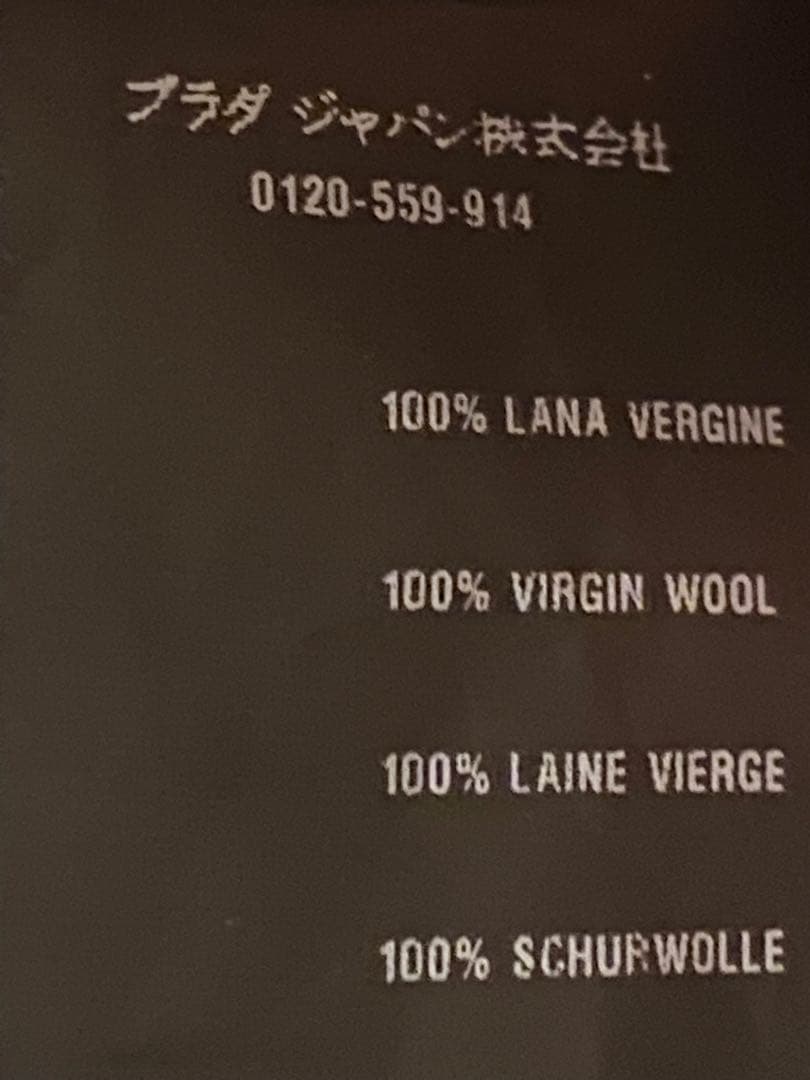 プラダ ジャパン株式会社
0120-559-914
100% LANA VERGINE
100% VIRGIN WOOL
100% LAINE VIERGE
100% SCHURWOLLE